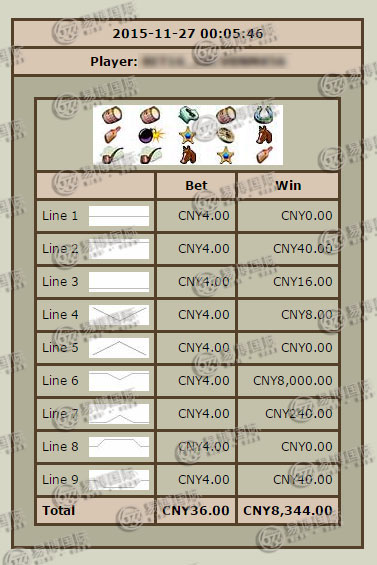 2015-11-27 00:05:46
Player:
Bet Win
Line 1 CNY4.00 CNY0.00
Line 2 CNY4.00 CNY40.00
Line 3 CNY4.00 CNY16.00
Line 4 CNY4.00 CNY8.00
Line 5 CNY4.00 CNY0.00
Line 6 CNY4.00 CNY8,000.00
Line 7 CNY4.00 CNY240.00
Line 8 CNY4.00 CNY0.00
Line 9 CNY4.00 CNY40.00
Total CNY36.00 CNY8,344.00